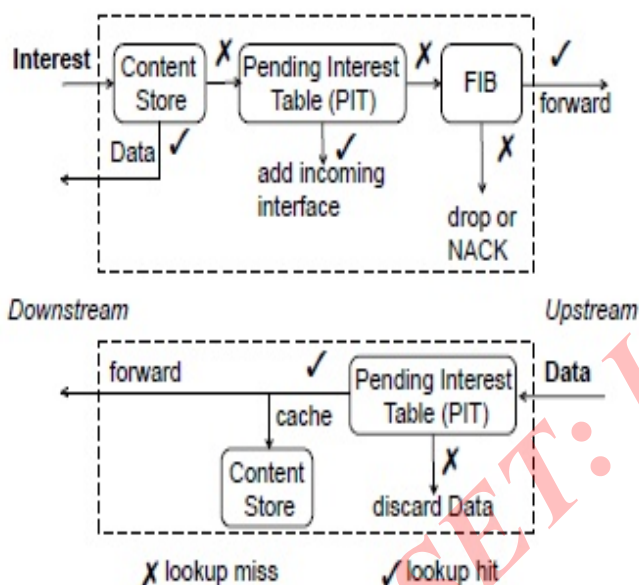 Interest
Content
Store
✗
Pending Interest
Table (PIT)
✗
FIB
✓
forward
Data
✓
✓
add incoming
interface
✗
drop or
NACK
Downstream
Upstream
forward
✓
Pending Interest
Table (PIT)
Data
cache
Content
Store
✗
discard Data
✗ lookup miss
✓ lookup hit
SET: